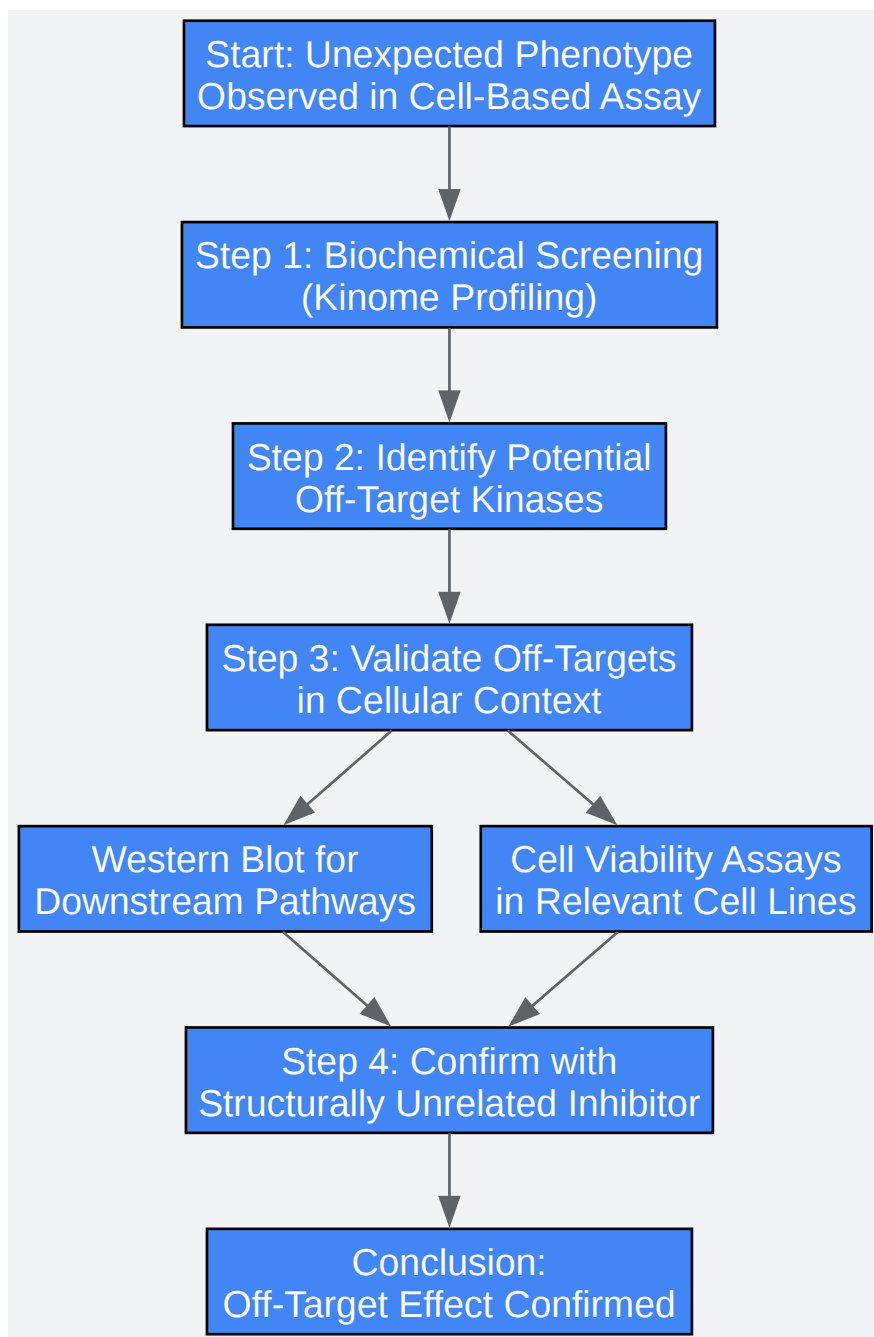 Start: Unexpected Phenotype
Observed in Cell-Based Assay
Step 1: Biochemical Screening
(Kinome Profiling)
Step 2: Identify Potential
Off-Target Kinases
Step 3: Validate Off-Targets
in Cellular Context
Western Blot for
Downstream Pathways
Cell Viability Assays
in Relevant Cell Lines
Step 4: Confirm with
Structurally Unrelated Inhibitor
Conclusion:
Off-Target Effect Confirmed